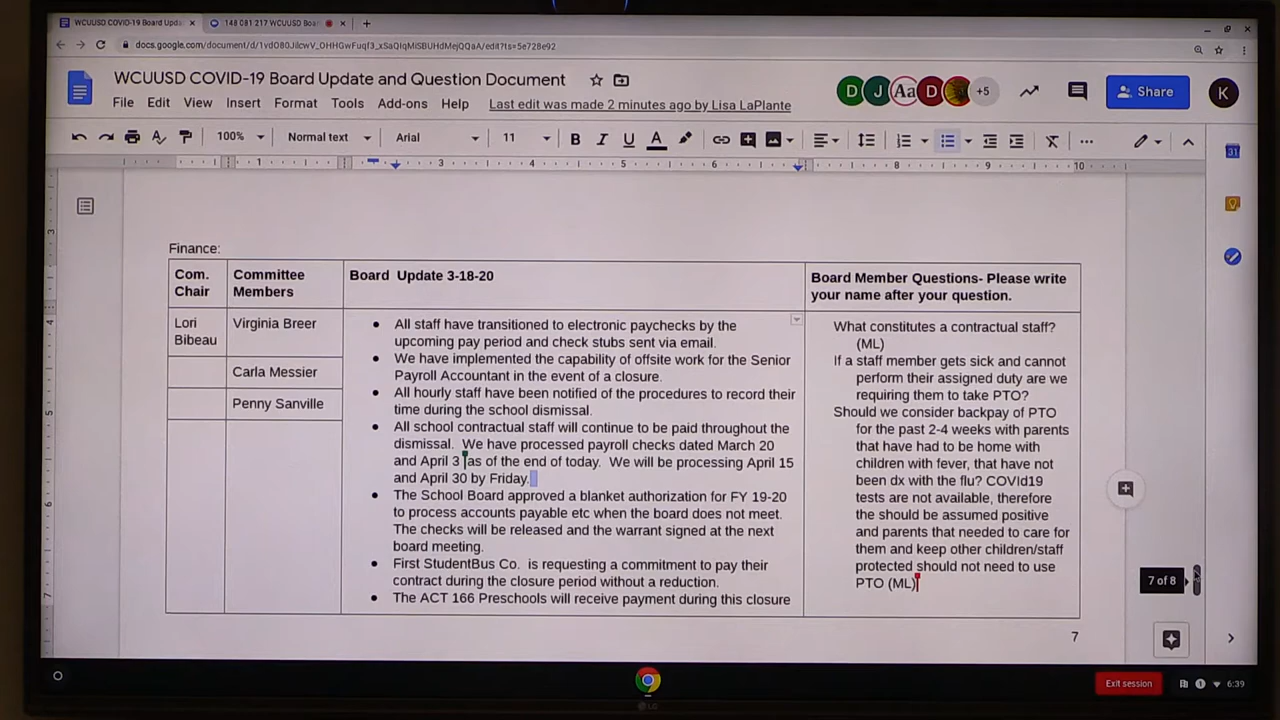 WCUUSD COVID-19 Board Upda
148 081 217 WCUUSD Boar
docs.google.com/document/d/1vdO80JilcwV_OHHGwFuqf3_xSaQIqMiSBUHdMejQQaA/edit?ts=5e728e92
WCUUSD COVID-19 Board Update and Question Document
File Edit View Insert Format Tools Add-ons Help Last edit was made 2 minutes ago by Lisa LaPlante
D J Aa D +5 Share K
100% Normal text Arial 11 B I U A
1 3 4 5 6 8 9 10
31
Finance:
Com. Chair
Committee Members
Board Update 3-18-20
Board Member Questions- Please write
your name after your question.
Lori
Bibeau
Virginia Breer
Carla Messier
Penny Sanville
All staff have transitioned to electronic paychecks by the
upcoming pay period and check stubs sent via email.
We have implemented the capability of offsite work for the Senior
Payroll Accountant in the event of a closure.
All hourly staff have been notified of the procedures to record their
time during the school dismissal.
All school contractual staff will continue to be paid throughout the
dismissal. We have processed payroll checks dated March 20
and April 3 as of the end of today. We will be processing April 15
and April 30 by Friday.
The School Board approved a blanket authorization for FY 19-20
to process accounts payable etc when the board does not meet.
The checks will be released and the warrant signed at the next
board meeting.
First StudentBus Co. is requesting a commitment to pay their
contract during the closure period without a reduction.
The ACT 166 Preschools will receive payment during this closure
What constitutes a contractual staff?
(ML)
If a staff member gets sick and cannot
perform their assigned duty are we
requiring them to take PTO?
Should we consider backpay of PTO
for the past 2-4 weeks with parents
that have had to be home with
children with fever, that have not
been dx with the flu? COVId19
tests are not available, therefore
the should be assumed positive
and parents that needed to care for
them and keep other children/staff
protected should not need to use
PTO (ML)
7 of 8
7
Exit session
6:39
LG